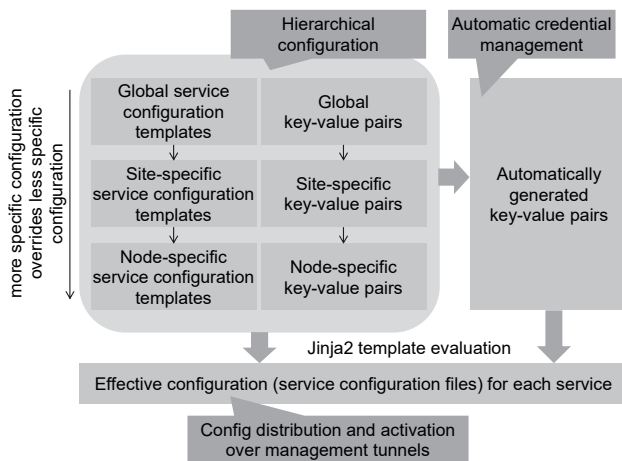 Hierarchical
configuration
Automatic credential
management
more specific configuration
overrides less specific
configuration
Global service
configuration
templates
Global
key-value pairs
Site-specific
service configuration
templates
Site-specific
key-value pairs
Node-specific
service configuration
templates
Node-specific
key-value pairs
Automatically
generated
key-value pairs
Jinja2 template evaluation
Effective configuration (service configuration files) for each service
Config distribution and activation
over management tunnels